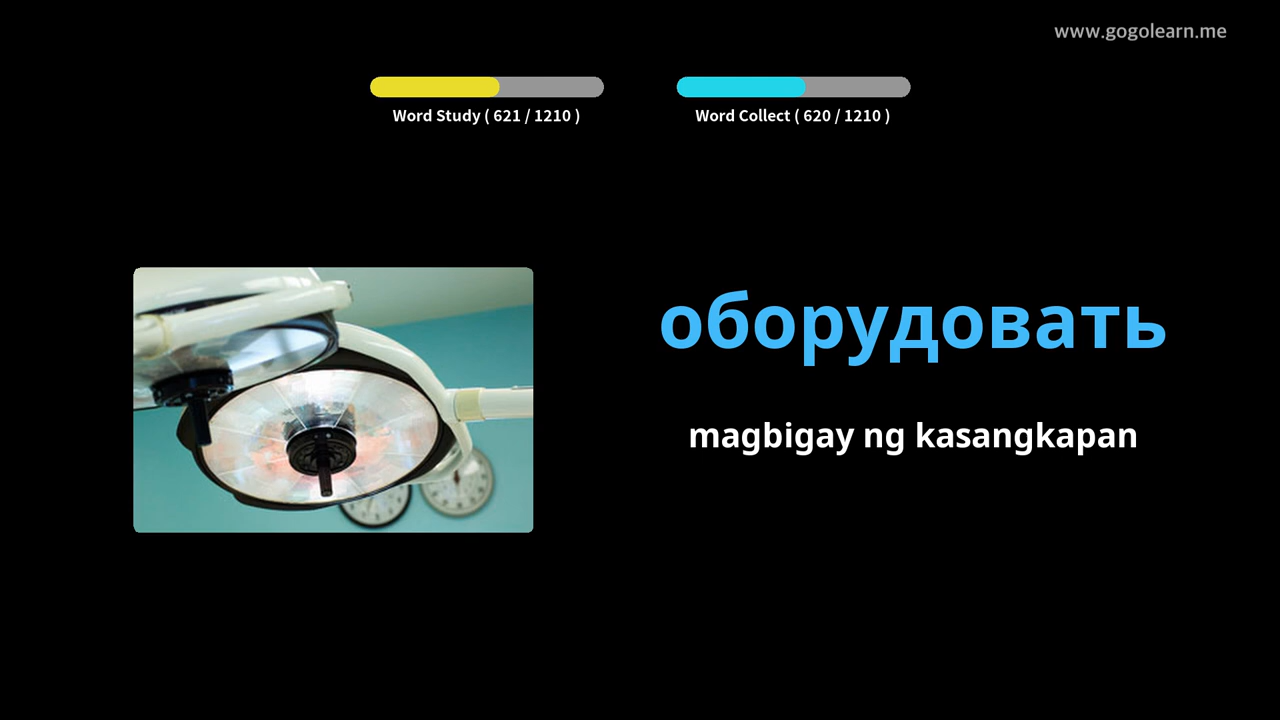 www.gogolearn.me
Word Study ( 621 / 1210 )
Word Collect ( 620 / 1210 )
оборудовать
magbigay ng kasangkapan